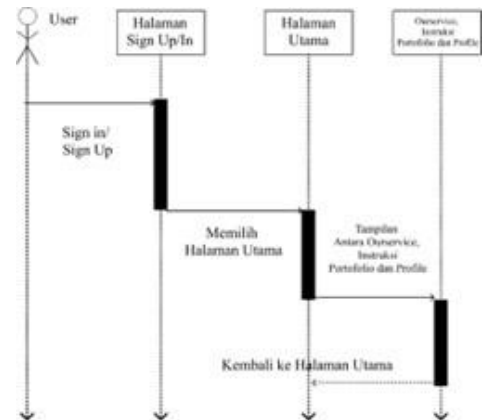 User
Halaman
Sign Up/In
Halaman
Utama
Ourservice,
Instruksi
Portofolio dan Profile
Sign in/
Sign Up
Memilih
Halaman Utama
Tampilan
Antara Ourservice,
Instruksi
Portofolio dan Profile
Kembali ke Halaman Utama